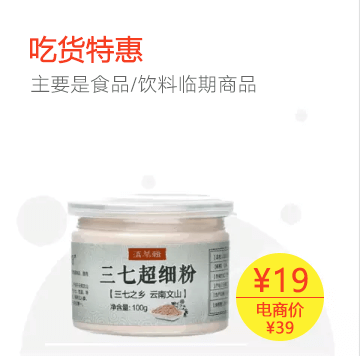 吃货特惠
主要是食品/饮料临期商品
三七超细粉
【三七之乡 云南文山】
净含量: 100g
¥19
电商价
¥39